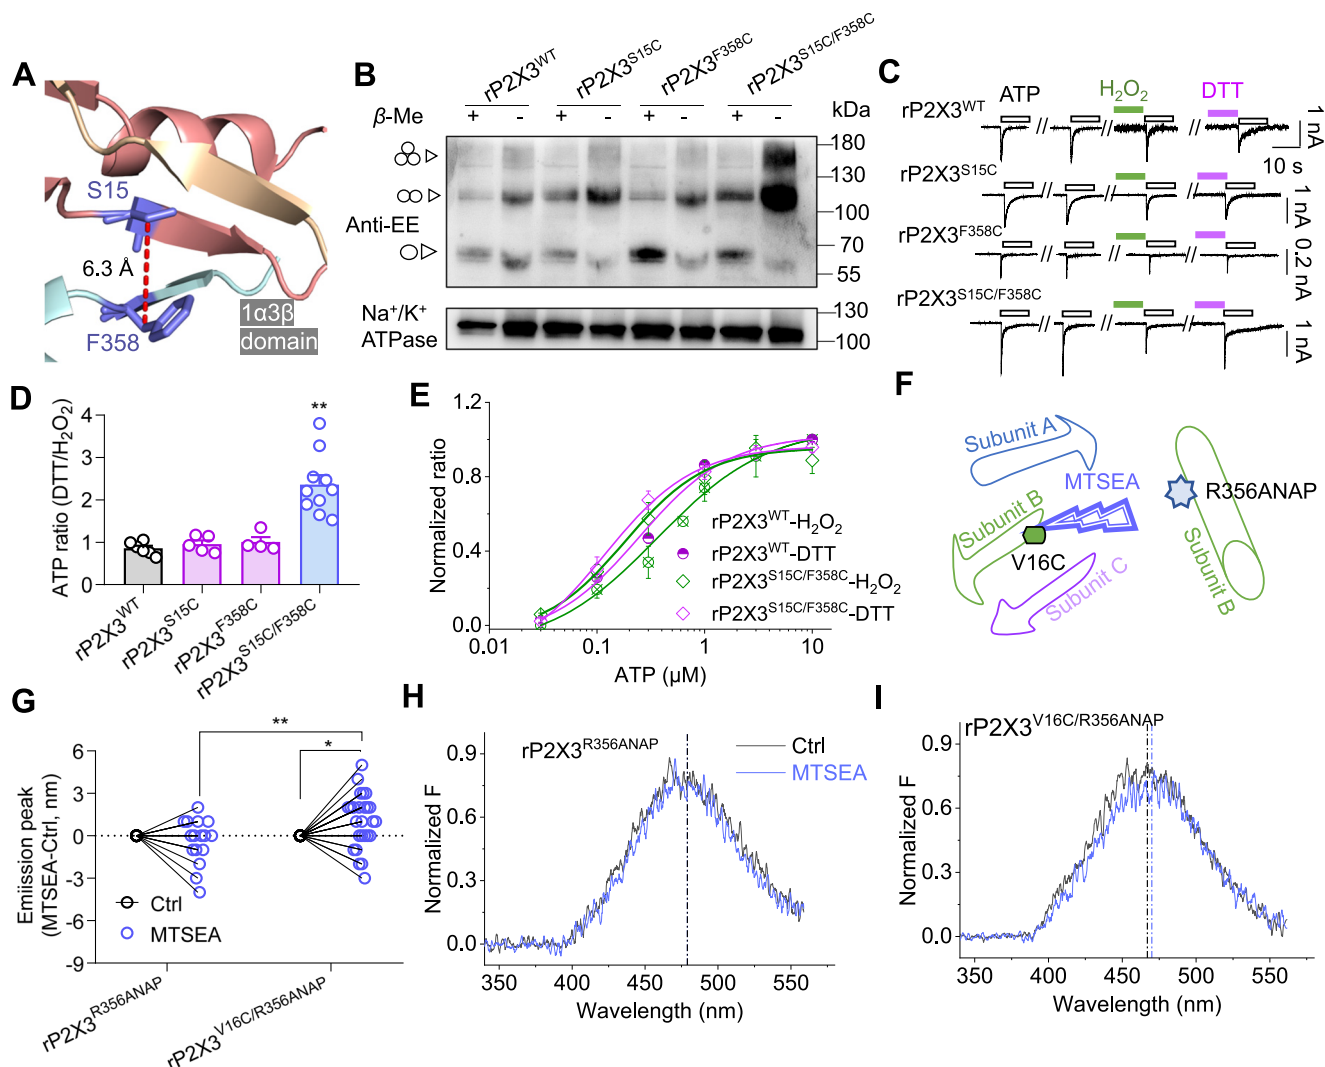 A
S15
6.3 Å
F358
1α3β
domain
B
rP2X3WT
rP2X3S15C
rP2X3F358C
rP2X3S15C/F358C
β-Me
+ - + - + - + -
kDa
180
130
100
70
55
Anti-EE
Na+/K+
ATPase
130
100
C
ATP
H2O2
DTT
rP2X3WT
1 nA
10 s
rP2X3S15C
1 nA
rP2X3F358C
0.2 nA
rP2X3S15C/F358C
1 nA
D
ATP ratio (DTT/H2O2)
4
3
2
1
0
**
rP2X3WT
rP2X3S15C
rP2X3F358C
rP2X3S15C/F358C
E
Normalized ratio
1.2
0.8
0.4
0.0
0.01
0.1
1
10
ATP (μM)
rP2X3WT-H2O2
rP2X3WT-DTT
rP2X3S15C/F358C-H2O2
rP2X3S15C/F358C-DTT
F
Subunit A
MTSEA
Subunit B
V16C
Subunit C
R356ANAP
Subunit B
G
Emiission peak
(MTSEA-Ctrl, nm)
6
3
0
-3
-6
-9
**
*
Ctrl
MTSEA
rP2X3R356ANAP
rP2X3V16C/R356ANAP
H
rP2X3R356ANAP
Ctrl
MTSEA
Normalized F
0.9
0.6
0.3
0.0
350 400 450 500 550
Wavelength (nm)
I
rP2X3V16C/R356ANAP
Normalized F
0.9
0.6
0.3
0.0
350 400 450 500 550
Wavelength (nm)